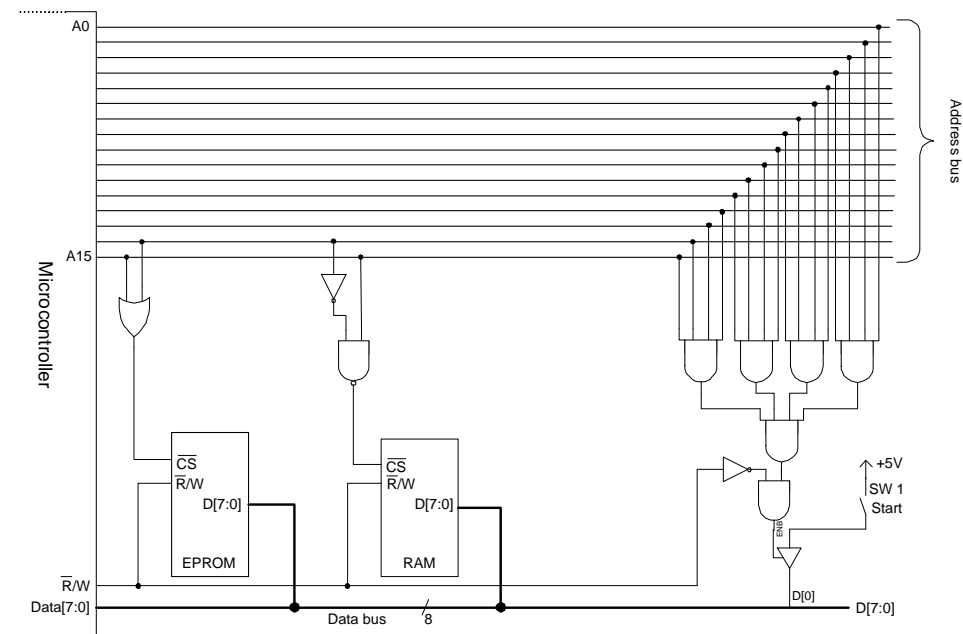 A0
Address bus
A15
Microcontroller
CS
R/W
D[7:0]
EPROM
CS
R/W
D[7:0]
RAM
+5V
SW 1
Start
ENB
D[0]
R/W
Data[7:0]
Data bus
8
D[7:0]